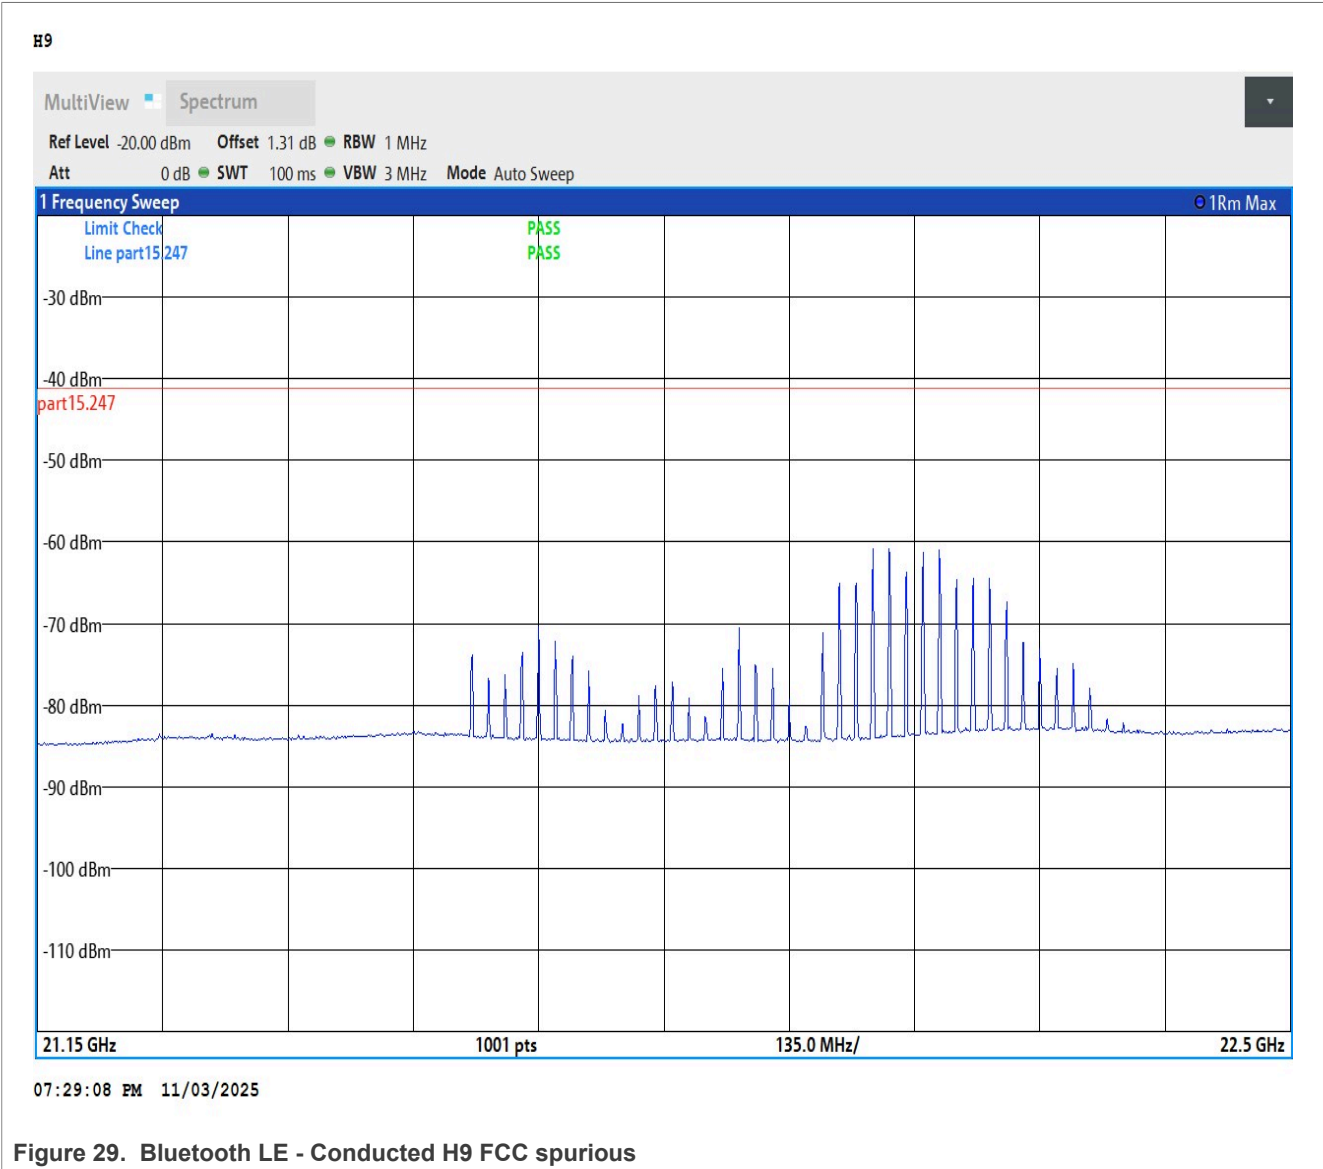 H9
MultiView Spectrum
Ref Level -20.00 dBm Offset 1.31 dB RBW 1 MHz
Att 0 dB SWT 100 ms VBW 3 MHz Mode Auto Sweep
1 Frequency Sweep 1Rm Max
Limit Check PASS
Line part15.247 PASS
-30 dBm
-40 dBm
part15.247
-50 dBm
-60 dBm
-70 dBm
-80 dBm
-90 dBm
-100 dBm
-110 dBm
21.15 GHz 1001 pts 135.0 MHz/ 22.5 GHz
07:29:08 PM 11/03/2025
Figure 29. Bluetooth LE - Conducted H9 FCC spurious